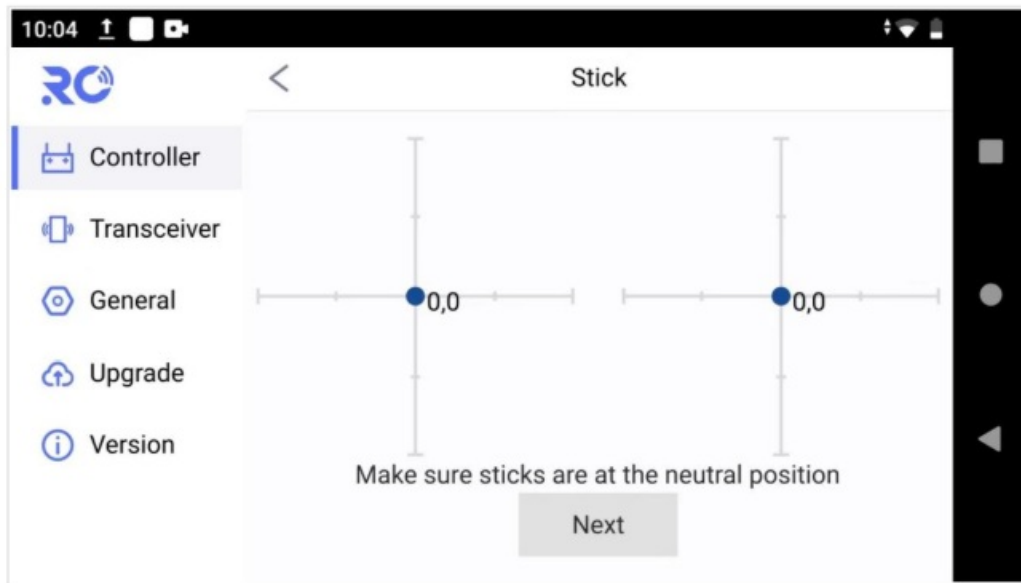 10:04
RC
Stick
Controller
Transceiver
General
Upgrade
Version
0,0
0,0
Make sure sticks are at the neutral position
Next